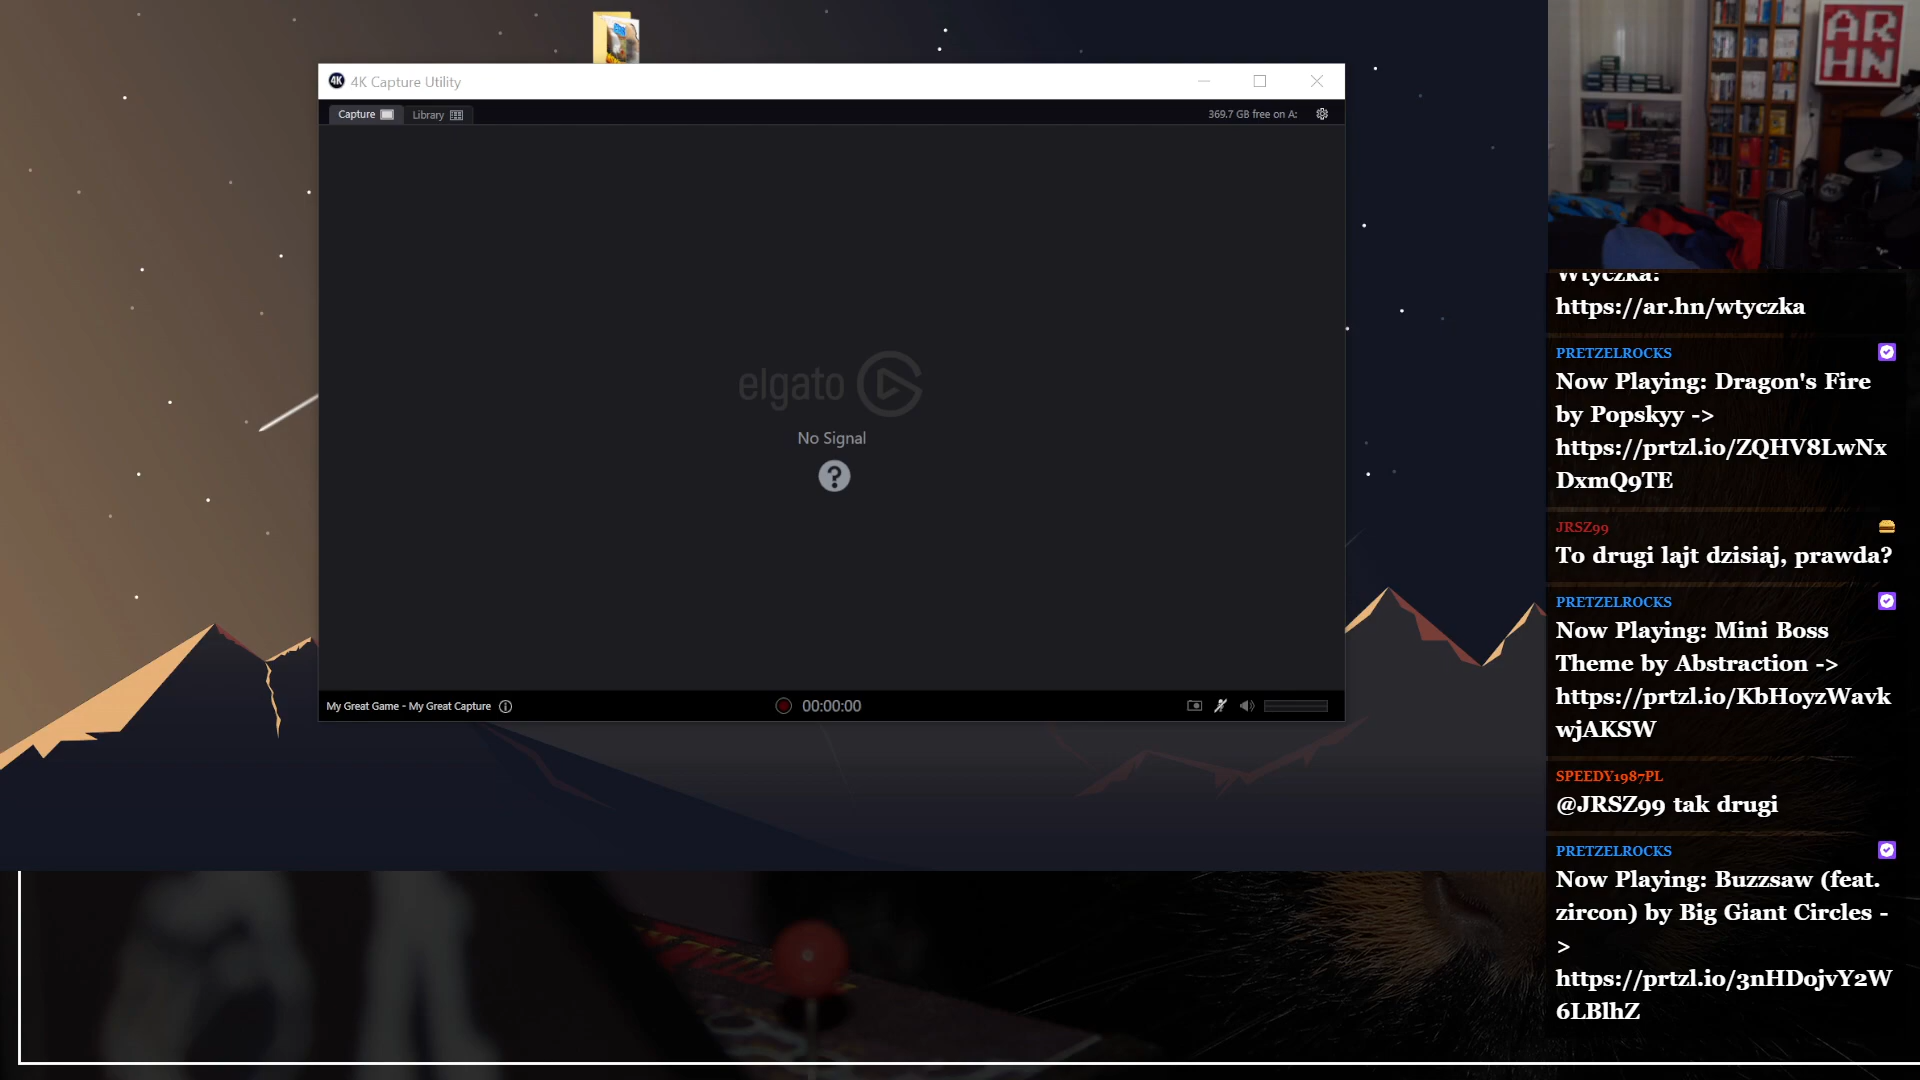 4K Capture Utility
Capture
Library
369.7 GB free on A:
elgato
No Signal
?
My Great Game - My Great Capture
00:00:00
AR
HN
Wtyczka:
https://ar.hn/wtyczka
PRETZELROCKS
Now Playing: Dragon's Fire
by Popskyy ->
https://prtzl.io/ZQHV8LwNx
DxmQ9TE
JRSZ99
To drugi lajt dzisiaj, prawda?
PRETZELROCKS
Now Playing: Mini Boss
Theme by Abstraction ->
https://prtzl.io/KbHoyzWavk
wjAKSW
SPEEDY1987PL
@JRSZ99 tak drugi
PRETZELROCKS
Now Playing: Buzzsaw (feat.
zircon) by Big Giant Circles -
>
https://prtzl.io/3nHDojvY2W
6LBlhZ